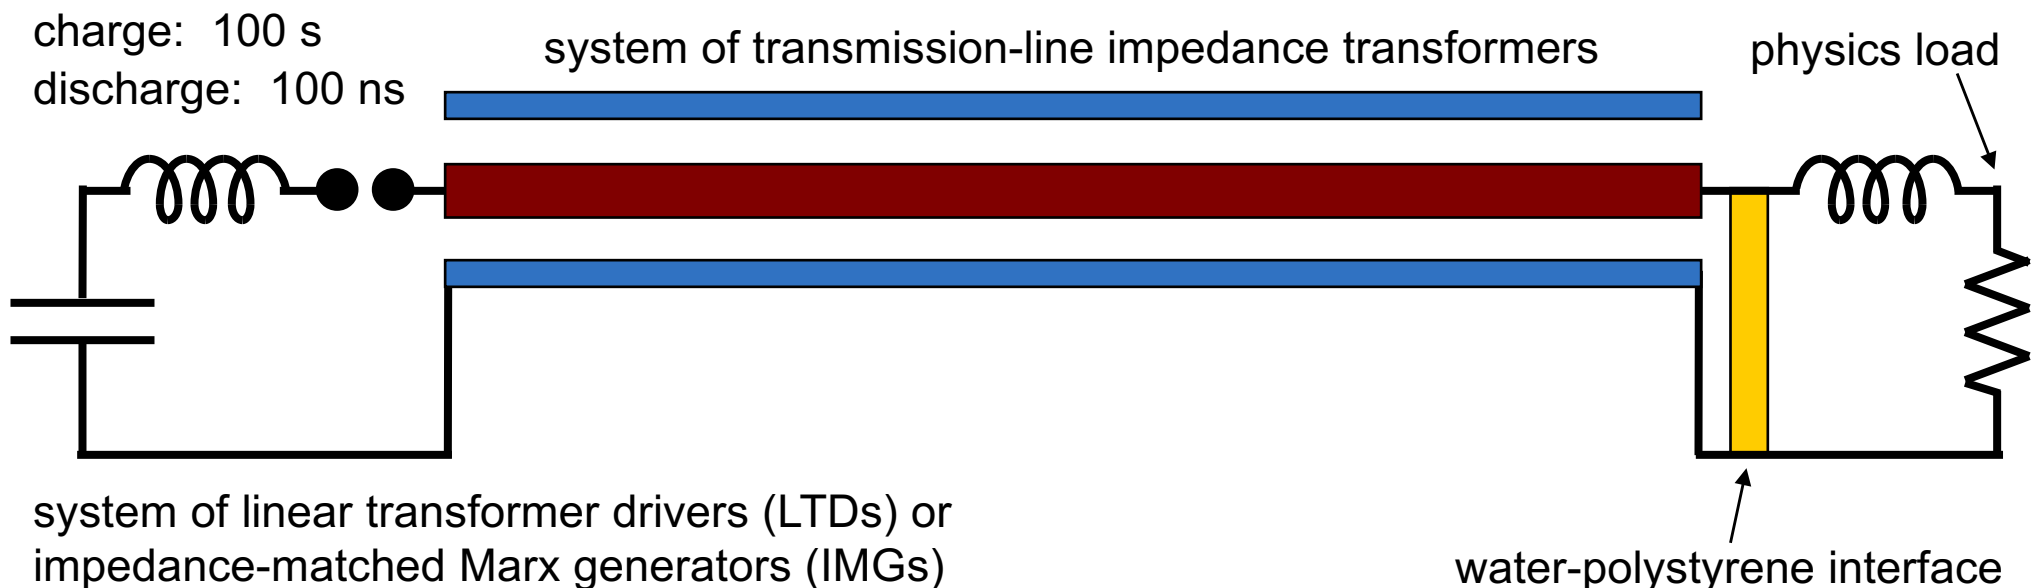 charge: 100 s
discharge: 100 ns
system of transmission-line impedance transformers
physics load
system of linear transformer drivers (LTDs) or
impedance-matched Marx generators (IMGs)
water-polystyrene interface